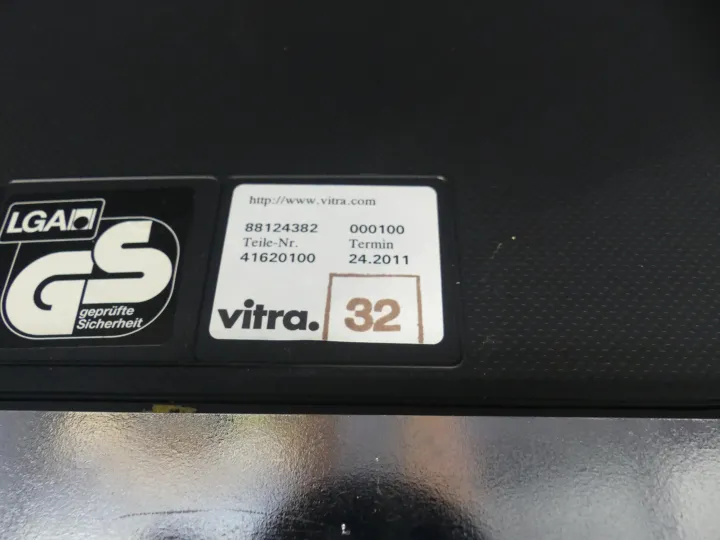 LGA
GS
geprüfte
Sicherheit
http://www.vitra.com
88124382 000100
Teile-Nr. Termin
41620100 24.2011
vitra. 32